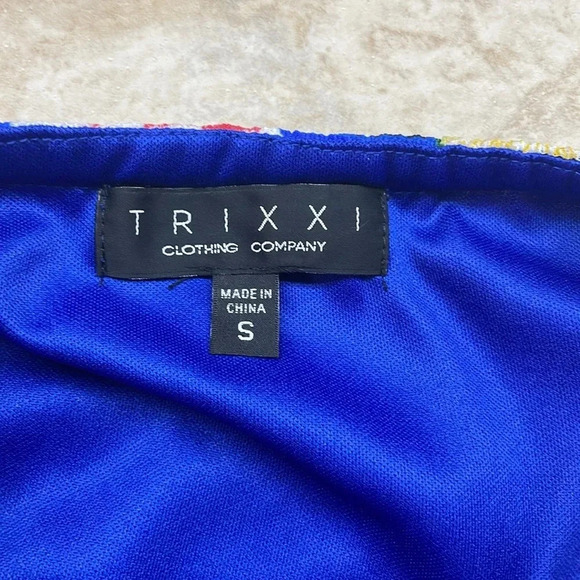 TRIXXI
CLOTHING COMPANY
MADE IN
CHINA
S